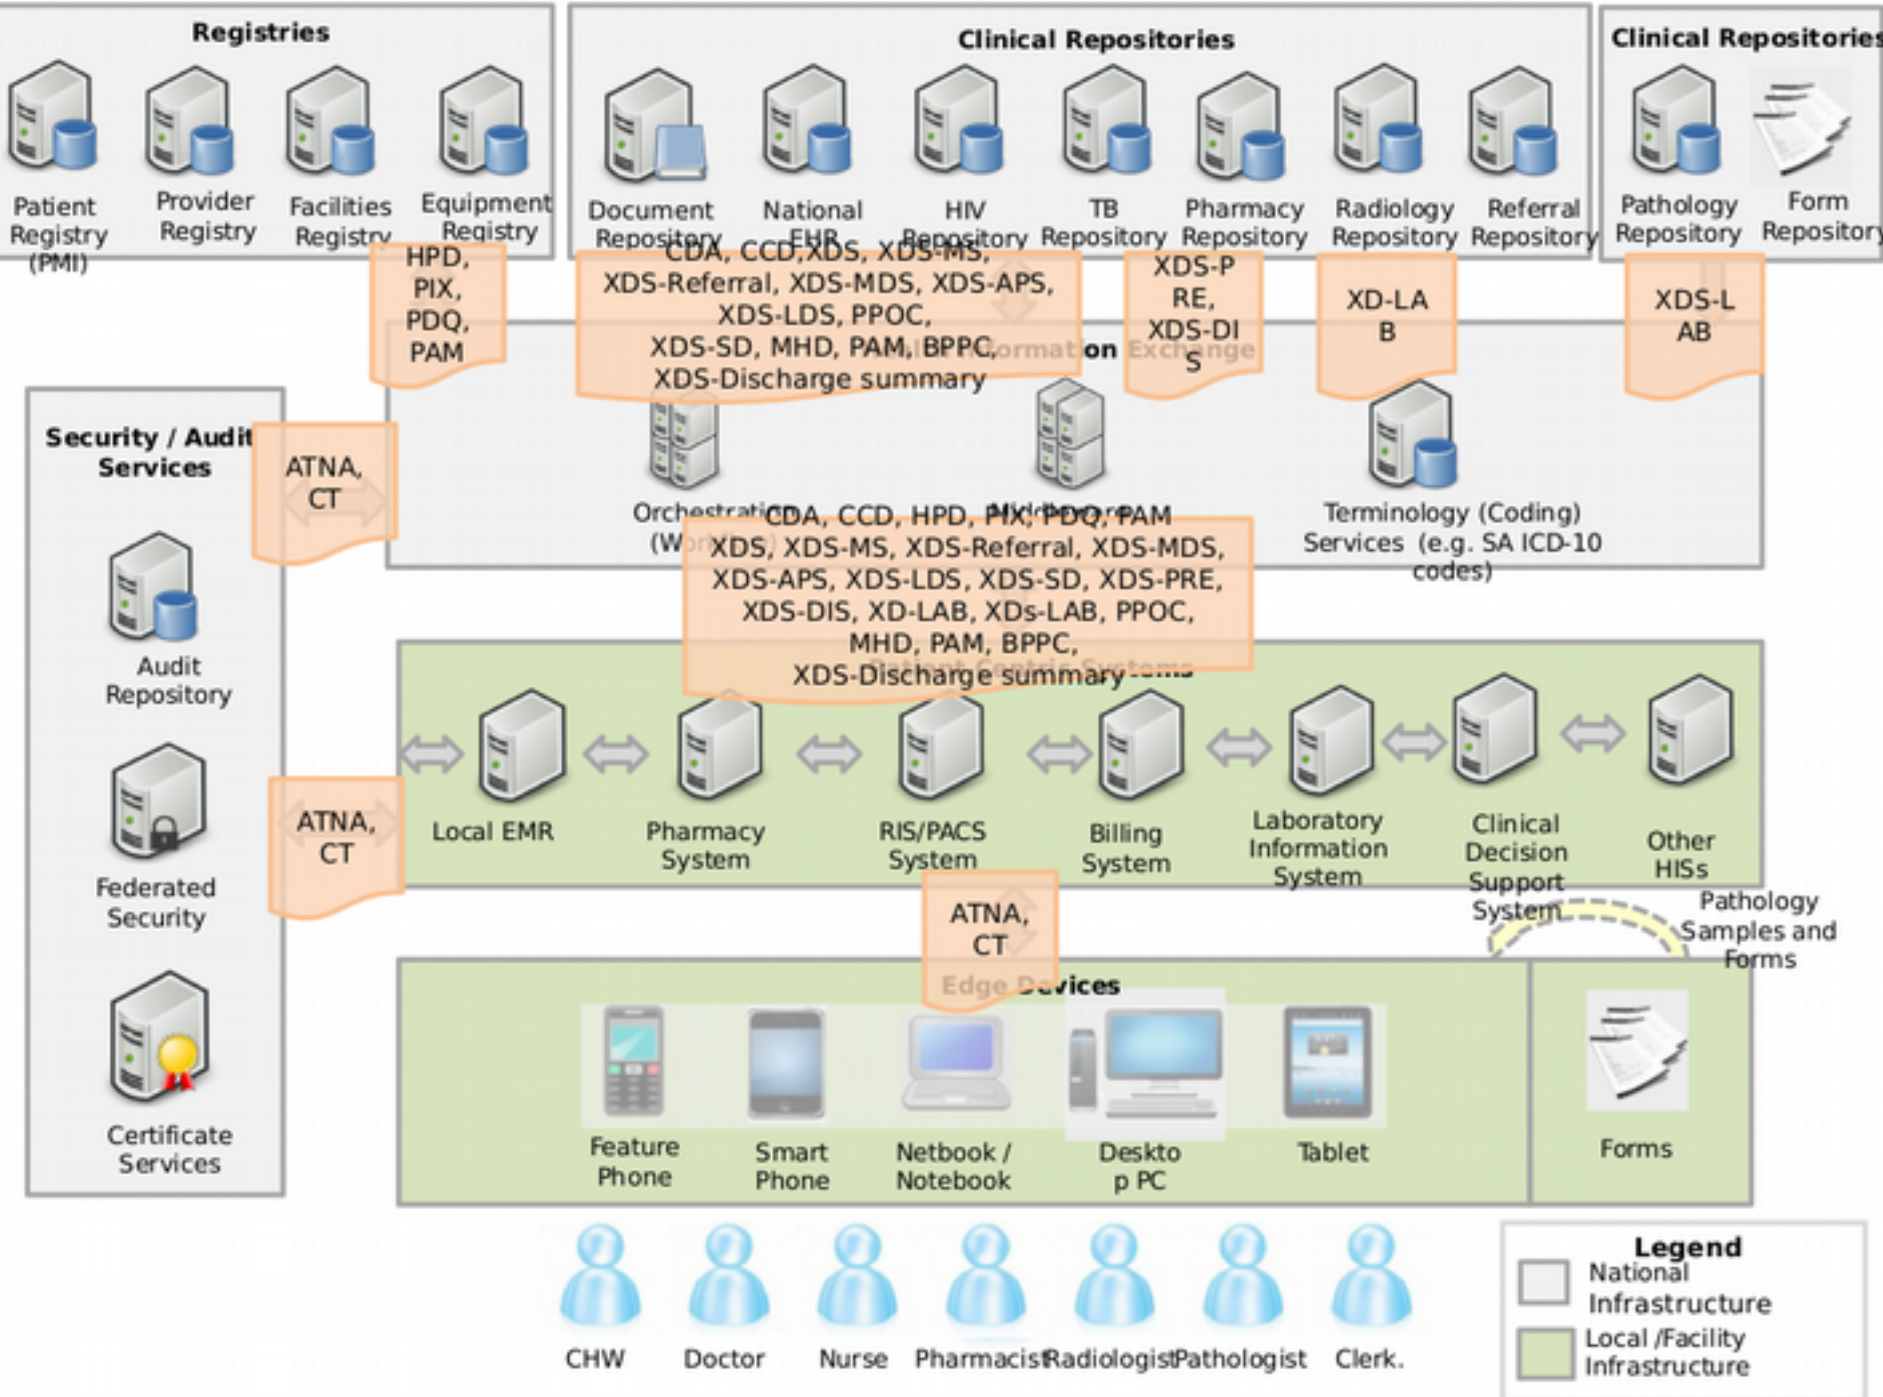 Registries
Patient
Registry
(PMI)
Provider
Registry
Facilities
Registry
Equipment
Registry
Clinical Repositories
Document
Repository
National
EHR
HIV
Repository
TB
Repository
Pharmacy
Repository
Radiology
Repository
Referral
Repository
Clinical Repositories
Pathology
Repository
Form
Repository
HPD,
PIX,
PDQ,
PAM
CDA, CCD,XDS, XDS-MS,
XDS-Referral, XDS-MDS, XDS-APS,
XDS-LDS, PPOC,
XDS-SD, MHD, PAM, BPPC,
XDS-Discharge summary
XDS-P
RE,
XDS-DI
S
XD-LA
B
XDS-L
AB
Information Exchange
Security / Audit
Services
ATNA,
CT
Orchestration
Middleware
Terminology (Coding)
Services (e.g. SA ICD-10
codes)
CDA, CCD, HPD, PIX, PDQ, PAM
XDS, XDS-MS, XDS-Referral, XDS-MDS,
XDS-APS, XDS-LDS, XDS-SD, XDS-PRE,
XDS-DIS, XD-LAB, XDs-LAB, PPOC,
MHD, PAM, BPPC,
XDS-Discharge summary
Audit
Repository
Federated
Security
Certificate
Services
Patient Centric Systems
ATNA,
CT
Local EMR
Pharmacy
System
RIS/PACS
System
Billing
System
Laboratory
Information
System
Clinical
Decision
Support
System
Other
HISs
Pathology
Samples and
Forms
ATNA,
CT
Edge Devices
Feature
Phone
Smart
Phone
Netbook /
Notebook
Deskto
p PC
Tablet
Forms
CHW
Doctor
Nurse
Pharmacist
Radiologist
Pathologist
Clerk.
Legend
National
Infrastructure
Local /Facility
Infrastructure